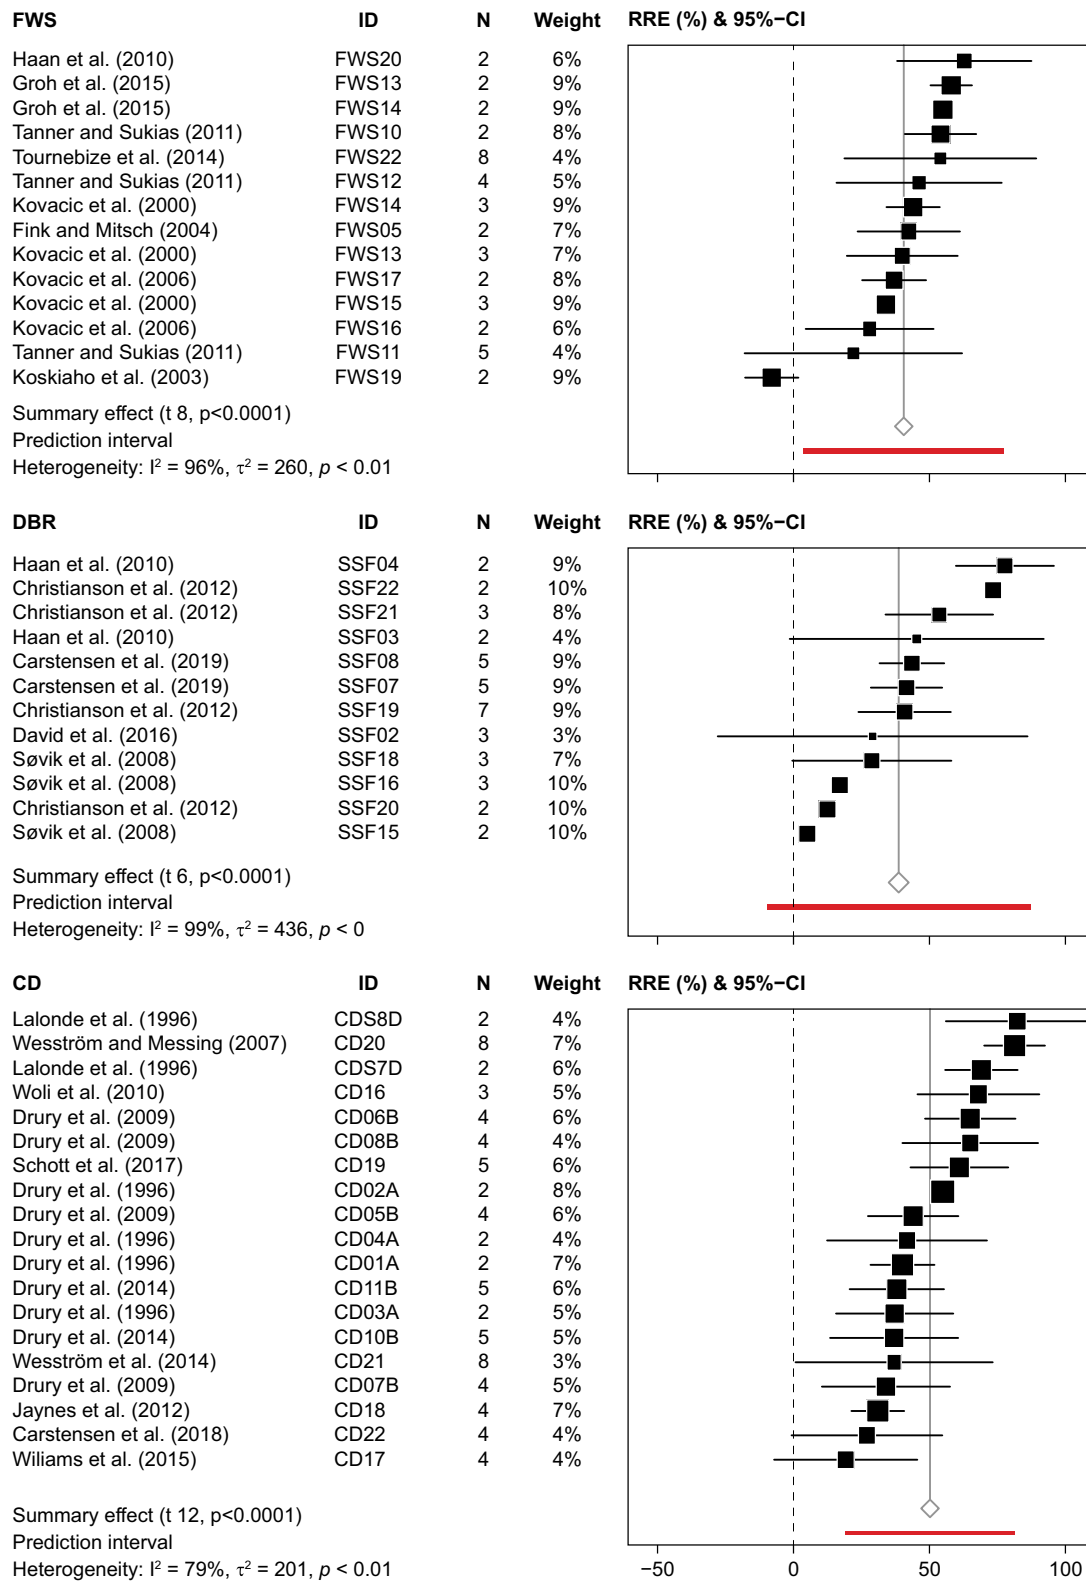 FWS ID N Weight RRE (%) & 95%−CI
Haan et al. (2010) FWS20 2 6%
Groh et al. (2015) FWS13 2 9%
Groh et al. (2015) FWS14 2 9%
Tanner and Sukias (2011) FWS10 2 8%
Tournebize et al. (2014) FWS22 8 4%
Tanner and Sukias (2011) FWS12 4 5%
Kovacic et al. (2000) FWS14 3 9%
Fink and Mitsch (2004) FWS05 2 7%
Kovacic et al. (2000) FWS13 3 7%
Kovacic et al. (2006) FWS17 2 8%
Kovacic et al. (2000) FWS15 3 9%
Kovacic et al. (2006) FWS16 2 6%
Tanner and Sukias (2011) FWS11 5 4%
Koskiaho et al. (2003) FWS19 2 9%
Summary effect (t 8, p<0.0001)
Prediction interval
Heterogeneity: I² = 96%, τ² = 260, p < 0.01
−50 0 50 100
DBR ID N Weight RRE (%) & 95%−CI
Haan et al. (2010) SSF04 2 9%
Christianson et al. (2012) SSF22 2 10%
Christianson et al. (2012) SSF21 3 8%
Haan et al. (2010) SSF03 2 4%
Carstensen et al. (2019) SSF08 5 9%
Carstensen et al. (2019) SSF07 5 9%
Christianson et al. (2012) SSF19 7 9%
David et al. (2016) SSF02 3 3%
Søvik et al. (2008) SSF18 3 7%
Søvik et al. (2008) SSF16 3 10%
Christianson et al. (2012) SSF20 2 10%
Søvik et al. (2008) SSF15 2 10%
Summary effect (t 6, p<0.0001)
Prediction interval
Heterogeneity: I² = 99%, τ² = 436, p < 0
−50 0 50 100
CD ID N Weight RRE (%) & 95%−CI
Lalonde et al. (1996) CDS8D 2 4%
Wesström and Messing (2007) CD20 8 7%
Lalonde et al. (1996) CDS7D 2 6%
Woli et al. (2010) CD16 3 5%
Drury et al. (2009) CD06B 4 6%
Drury et al. (2009) CD08B 4 4%
Schott et al. (2017) CD19 5 6%
Drury et al. (1996) CD02A 2 8%
Drury et al. (2009) CD05B 4 6%
Drury et al. (1996) CD04A 2 4%
Drury et al. (1996) CD01A 2 7%
Drury et al. (2014) CD11B 5 6%
Drury et al. (1996) CD03A 2 5%
Drury et al. (2014) CD10B 5 5%
Wesström et al. (2014) CD21 8 3%
Drury et al. (2009) CD07B 4 5%
Jaynes et al. (2012) CD18 4 7%
Carstensen et al. (2018) CD22 4 4%
Wiliams et al. (2015) CD17 4 4%
Summary effect (t 12, p<0.0001)
Prediction interval
Heterogeneity: I² = 79%, τ² = 201, p < 0.01
−50 0 50 100